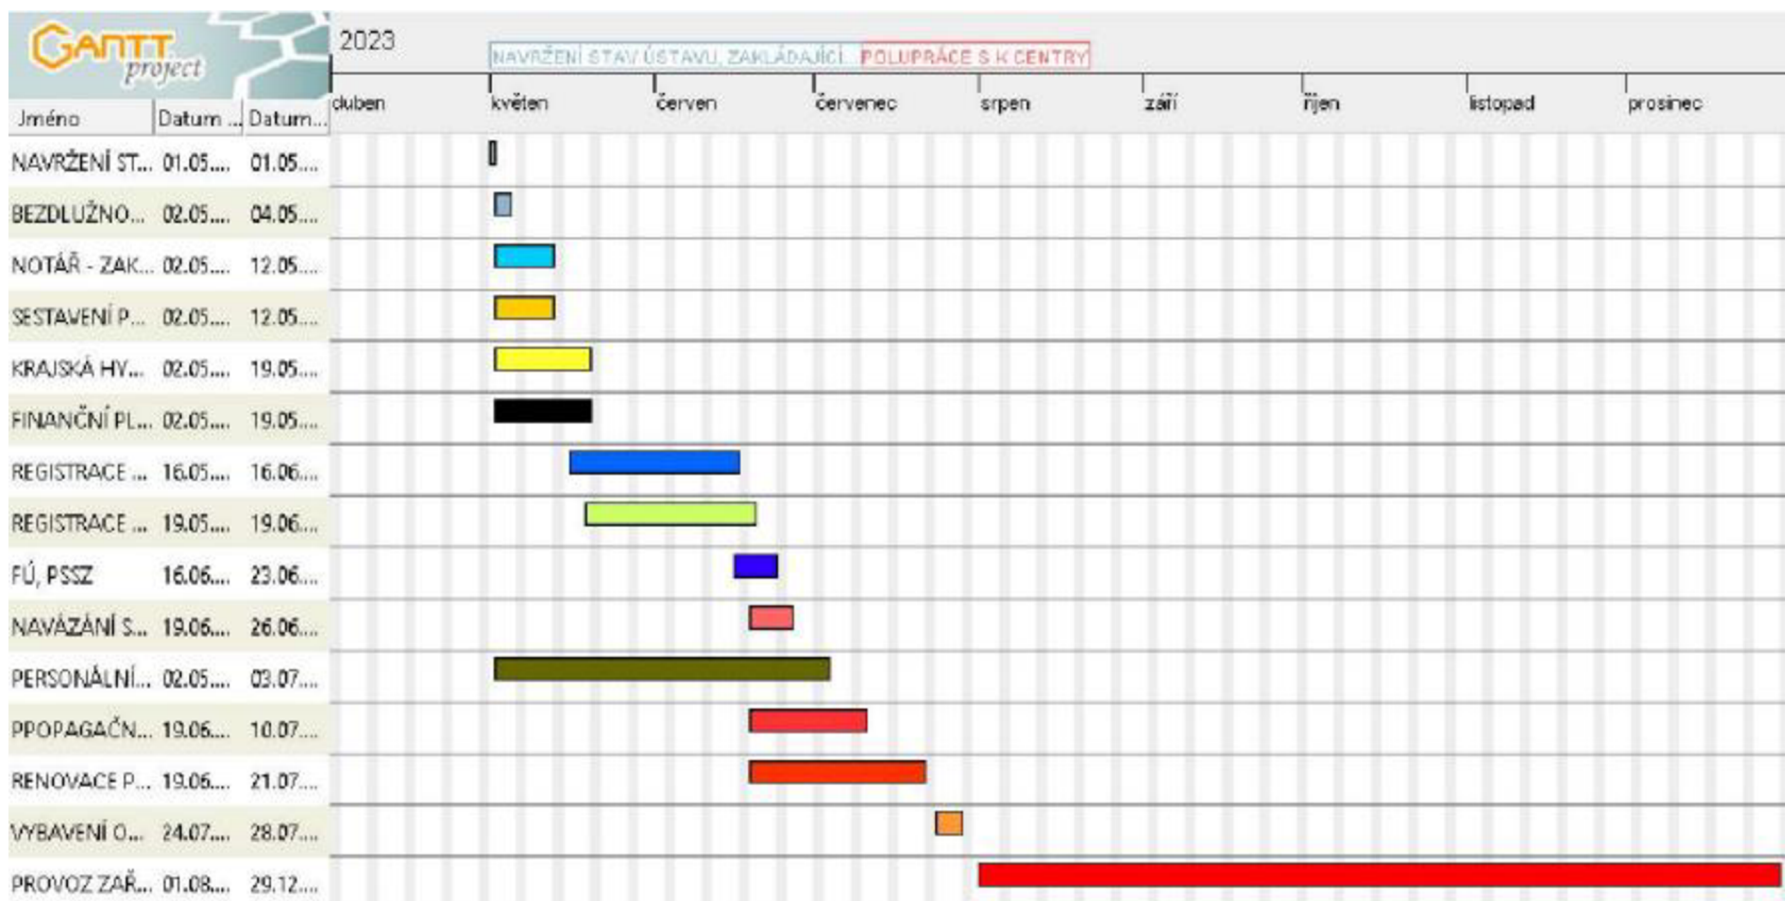 GANTT
project
2023
NAVRŽENÍ STAV ÚSTAVU, ZAKLÁDAJÍCÍ... POLUPRÁCE S K CENTRY
duben květen červen červenec srpen září říjen listopad prosinec
Jméno Datum ... Datum...
NAVRŽENÍ ST... 01.05.... 01.05....
BEZDLUŽNO... 02.05.... 04.05....
NOTÁŘ - ZAK... 02.05.... 12.05....
SESTAVENÍ P... 02.05.... 12.05....
KRAJSKÁ HY... 02.05.... 19.05....
FINANČNÍ PL... 02.05.... 19.05....
REGISTRACE ... 16.05.... 16.06....
REGISTRACE ... 19.05.... 19.06....
FÚ, PSSZ 16.06.... 23.06....
NAVÁZÁNÍ S... 19.06.... 26.06....
PERSONÁLNÍ... 02.05.... 03.07....
PPOPAGAČN... 19.06.... 10.07....
RENOVACE P... 19.06.... 21.07....
VYBAVENÍ O... 24.07.... 28.07....
PROVOZ ZAŘ... 01.08.... 29.12....